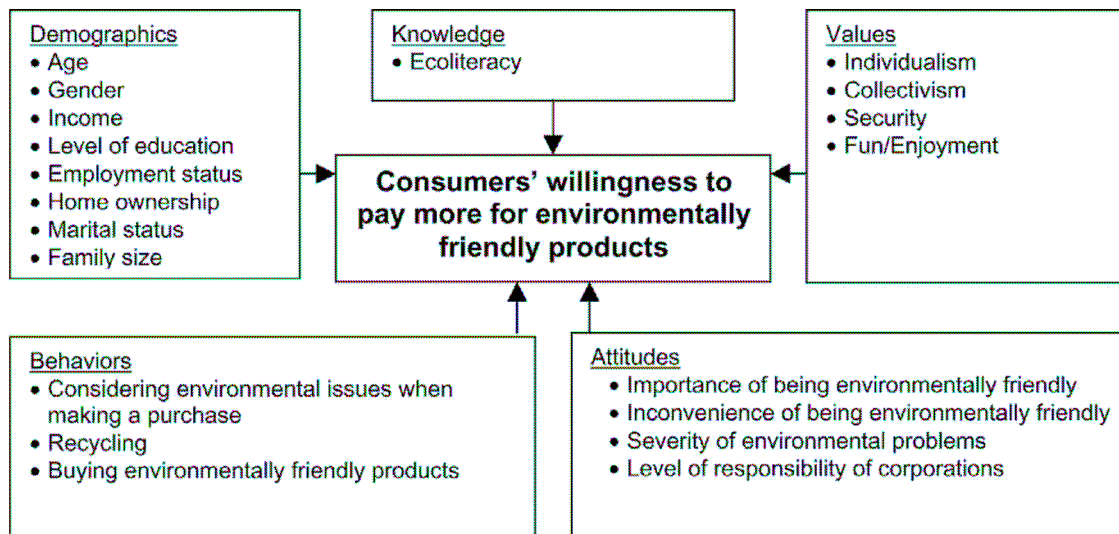 Demographics
• Age
• Gender
• Income
• Level of education
• Employment status
• Home ownership
• Marital status
• Family size
Knowledge
• Ecoliteracy
Values
• Individualism
• Collectivism
• Security
• Fun/Enjoyment
Consumers’ willingness to
pay more for environmentally
friendly products
Behaviors
• Considering environmental issues when
making a purchase
• Recycling
• Buying environmentally friendly products
Attitudes
• Importance of being environmentally friendly
• Inconvenience of being environmentally friendly
• Severity of environmental problems
• Level of responsibility of corporations